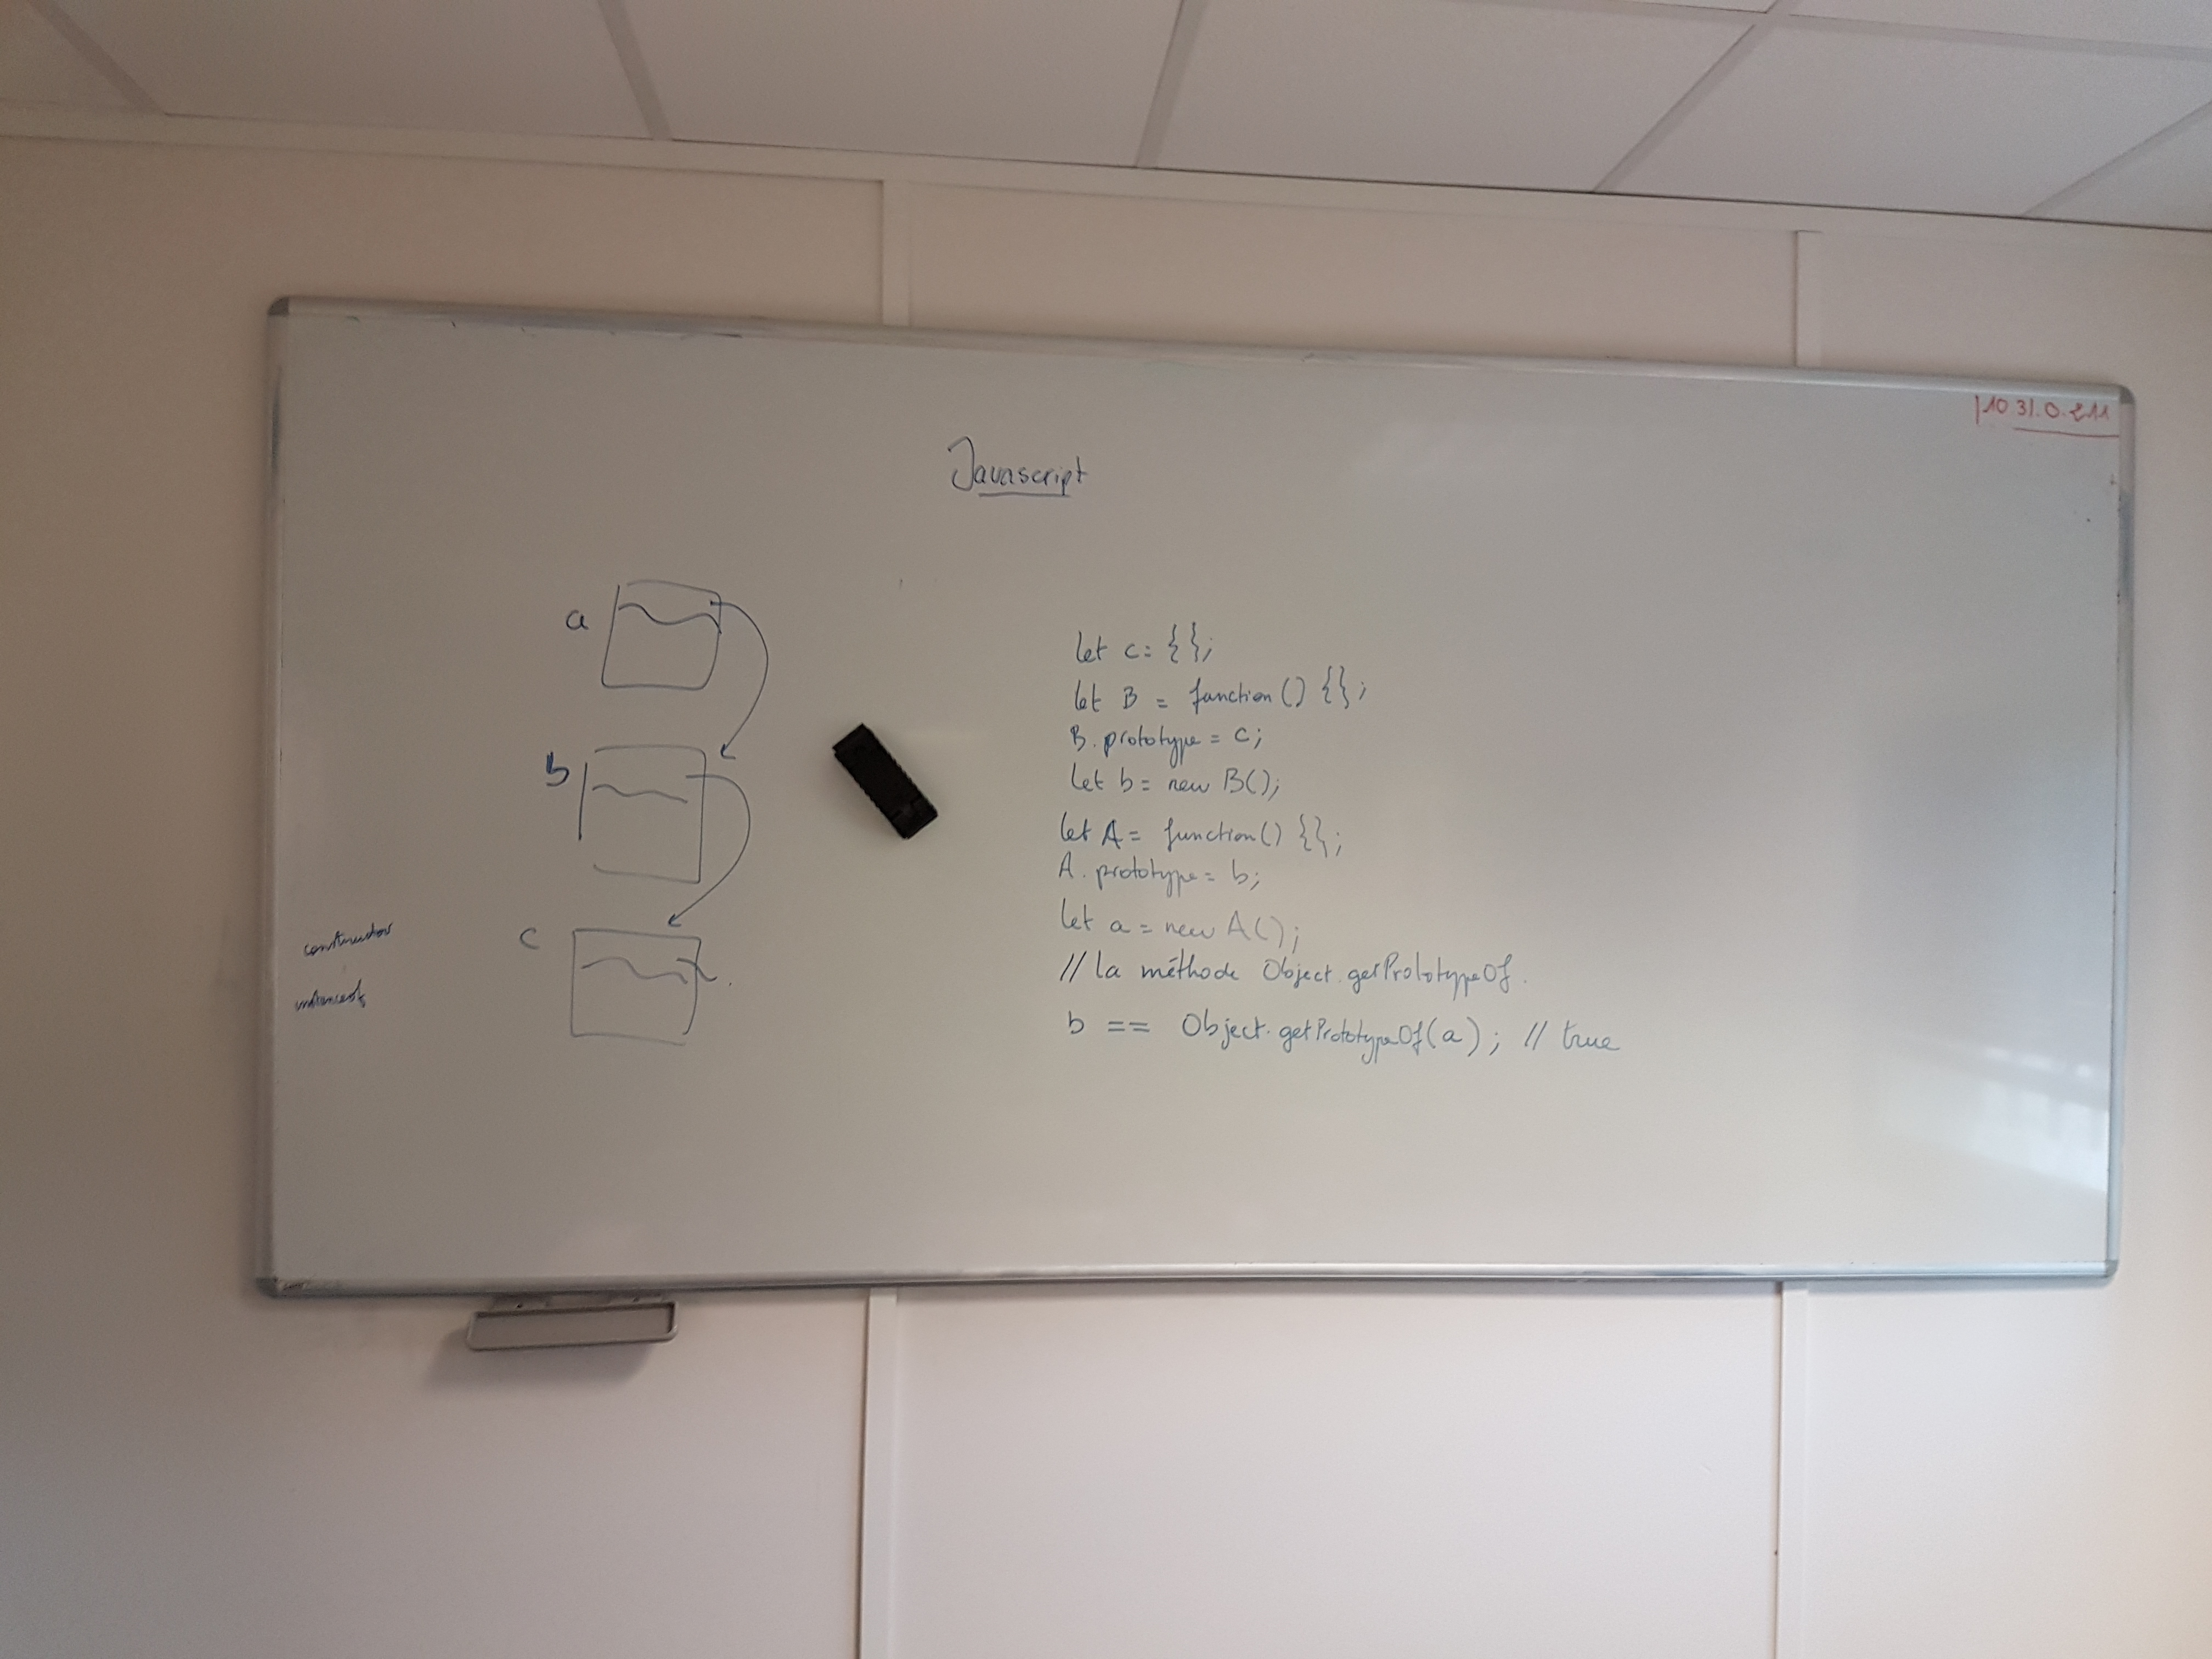 10.31.0.211
Javascript
a
b
c
constructor
instanceof
let c = {};
let B = function() {};
B.prototype = c;
let b = new B();
let A = function() {};
A.prototype = b;
let a = new A();
// la méthode Object.getPrototypeOf.
b == Object.getPrototypeOf(a); // true